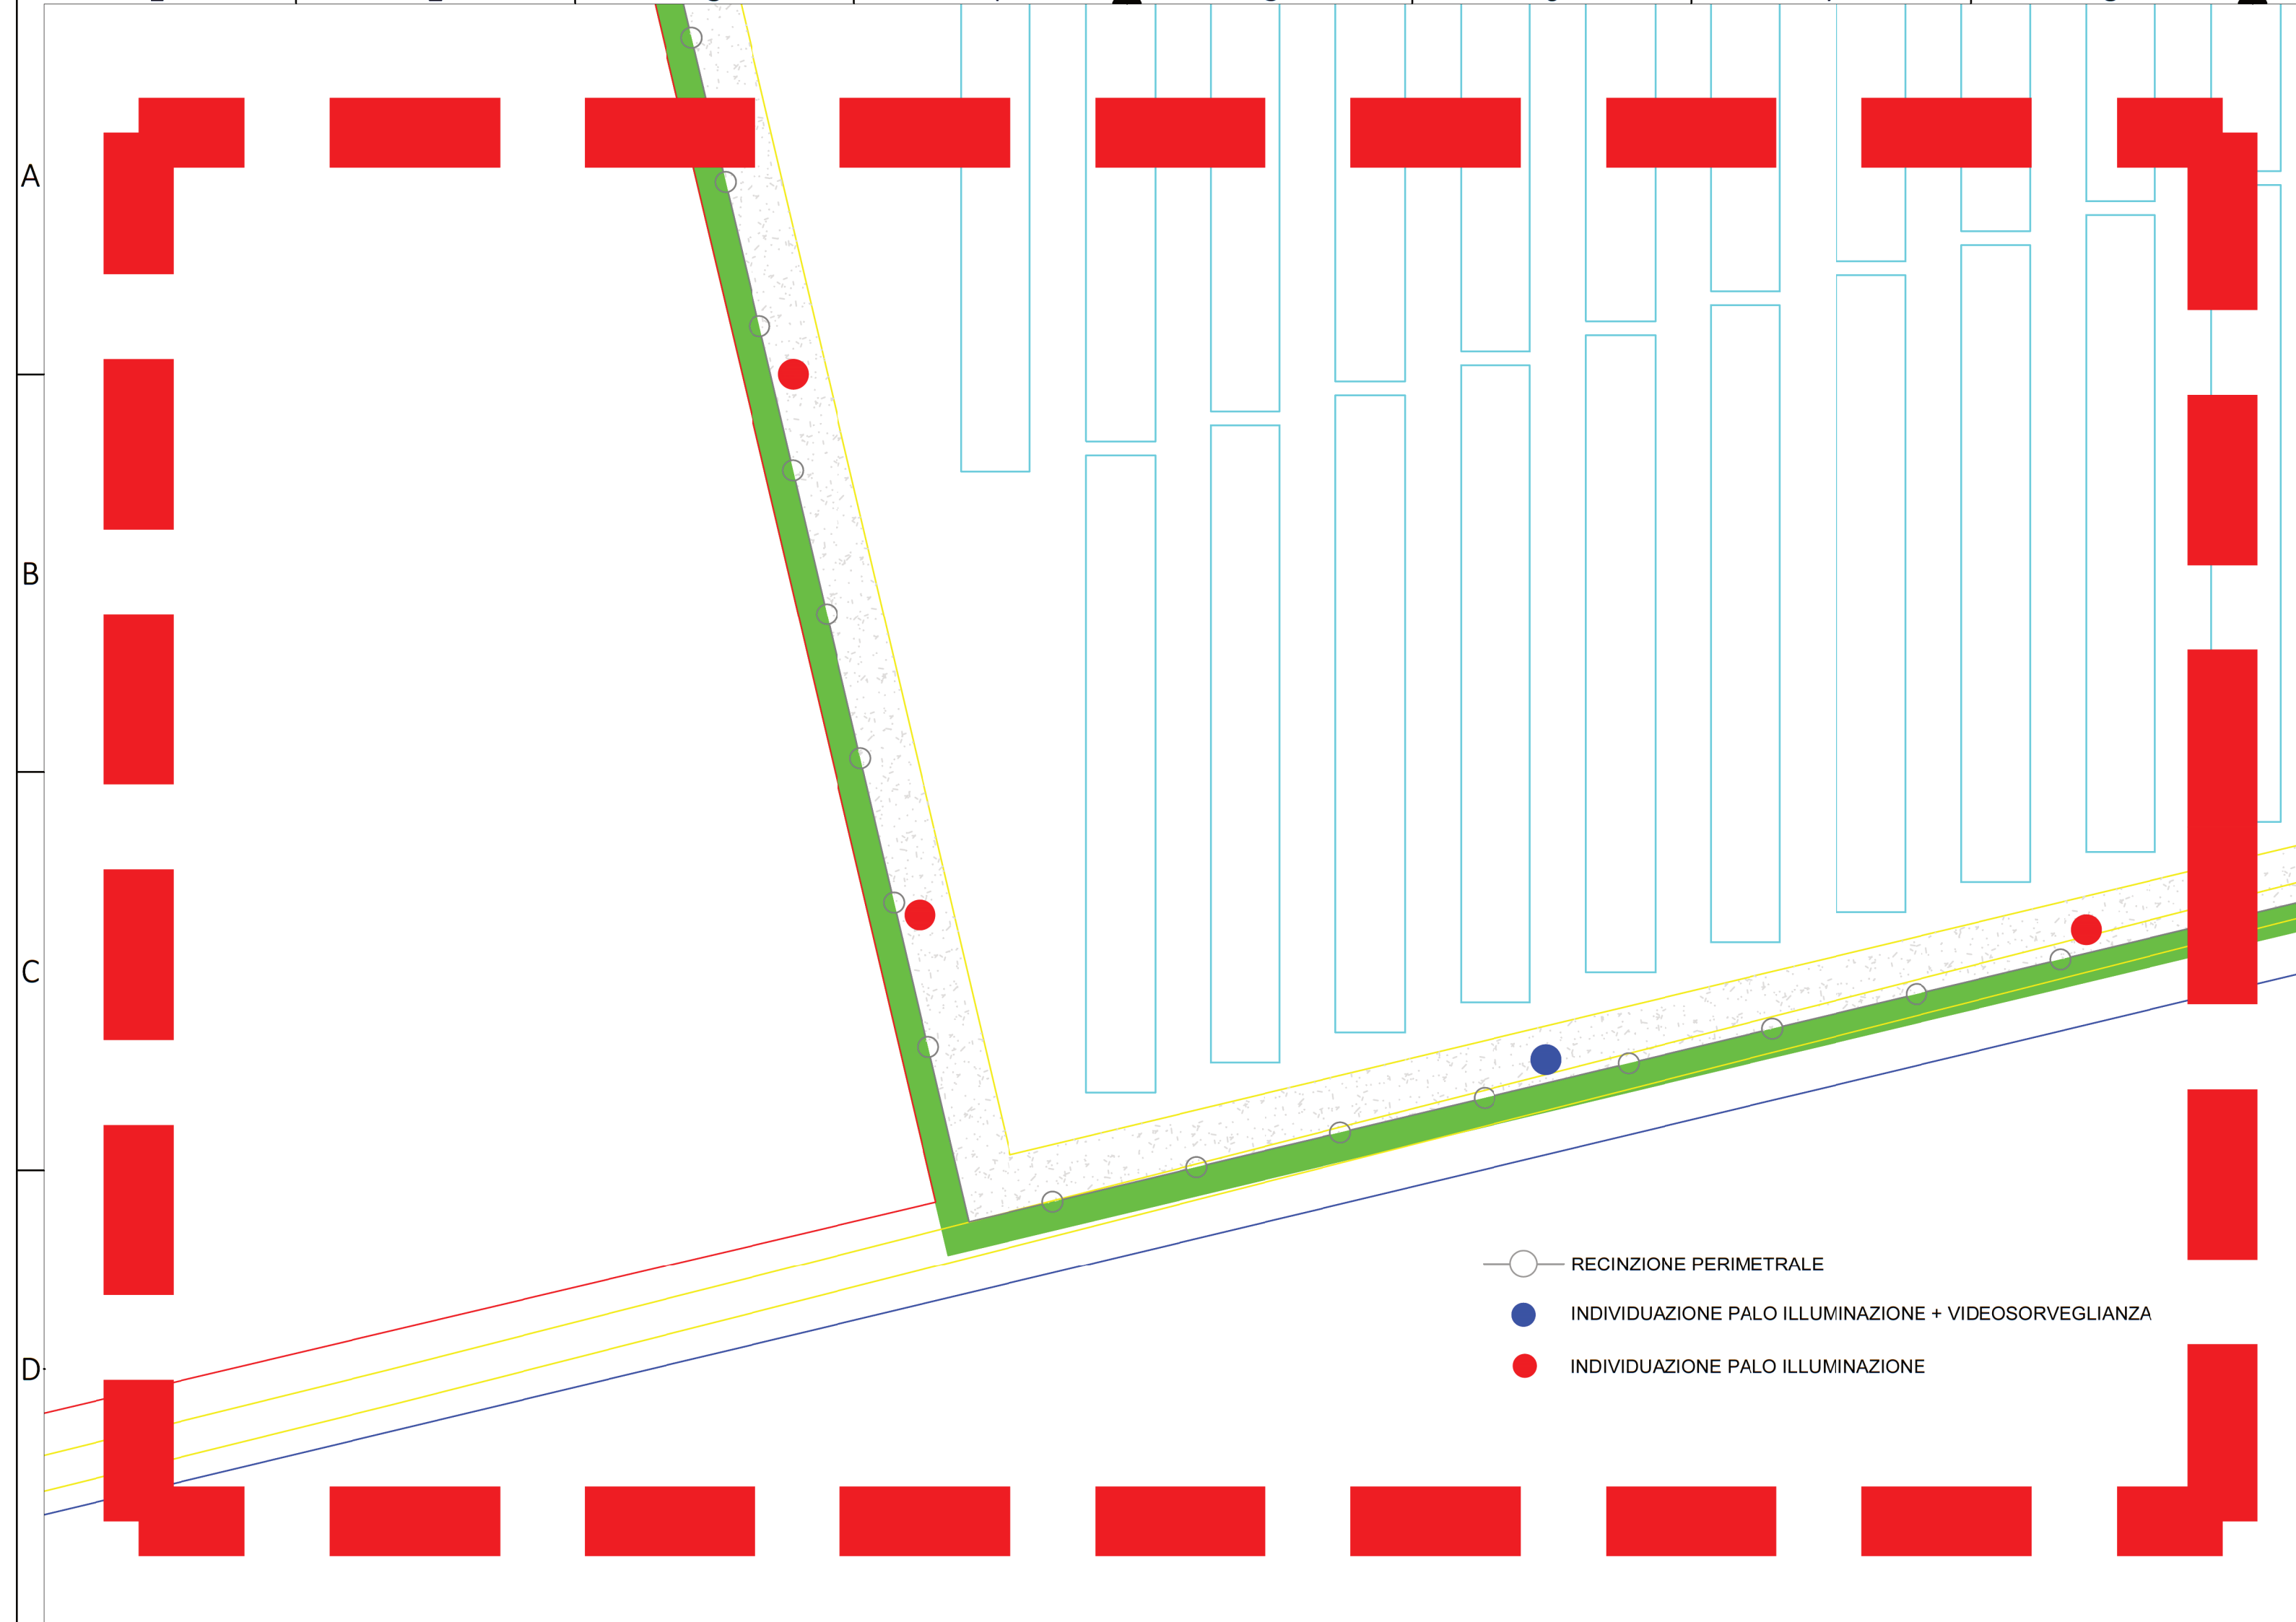 A
B
C
D
RECINZIONE PERIMETRALE
INDIVIDUAZIONE PALO ILLUMINAZIONE + VIDEOSORVEGLIANZA
INDIVIDUAZIONE PALO ILLUMINAZIONE